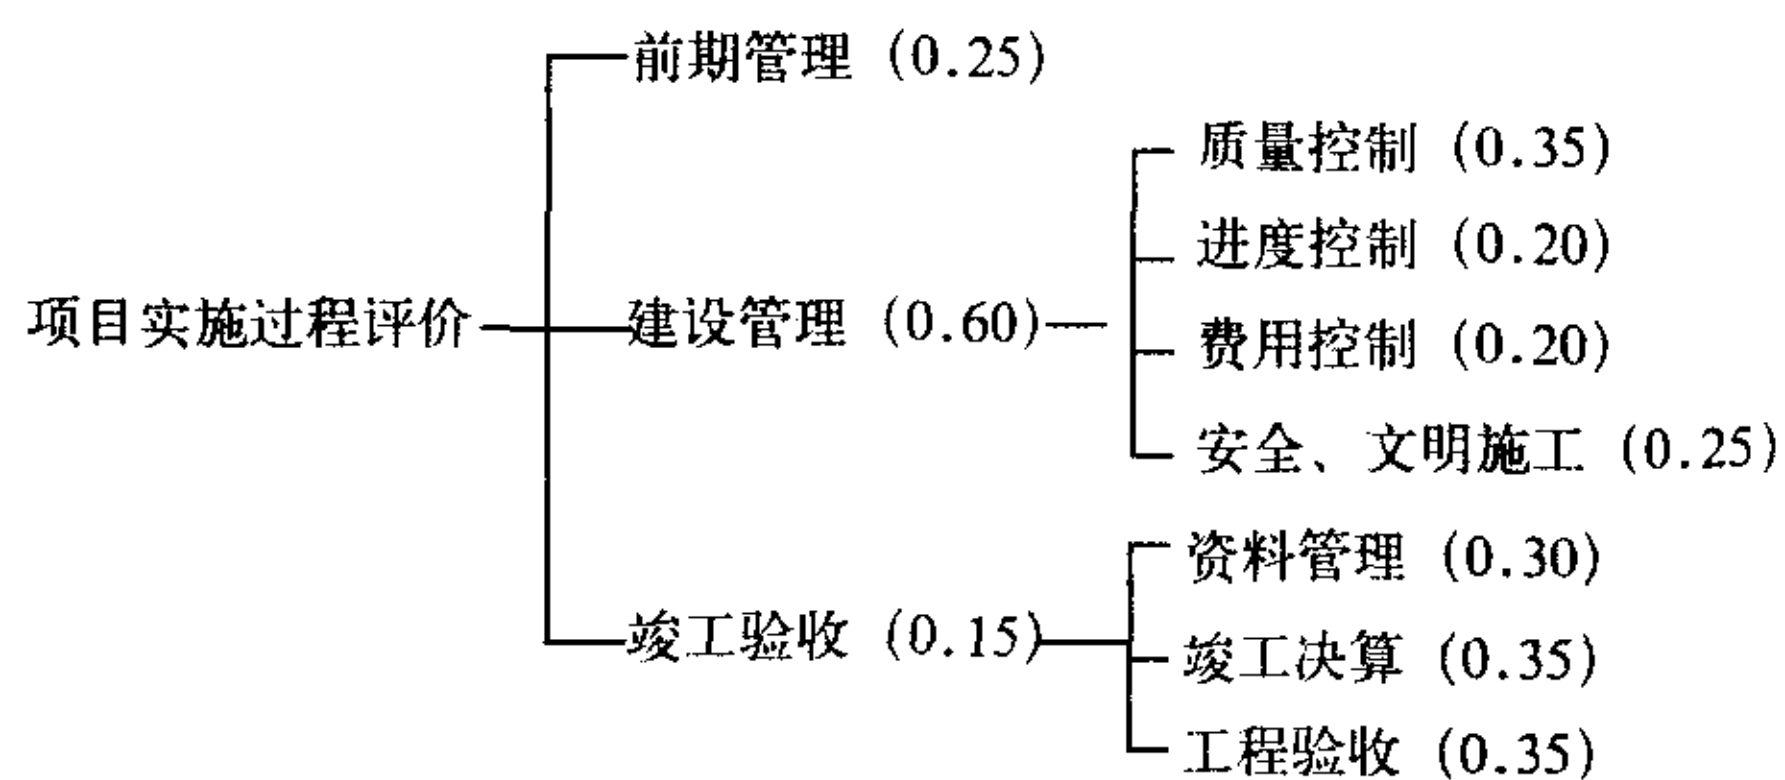 前期管理 (0.25)
质量控制 (0.35)
进度控制 (0.20)
项目实施过程评价
建设管理 (0.60)
费用控制 (0.20)
安全、文明施工 (0.25)
资料管理 (0.30)
竣工验收 (0.15)
竣工决算 (0.35)
工程验收 (0.35)